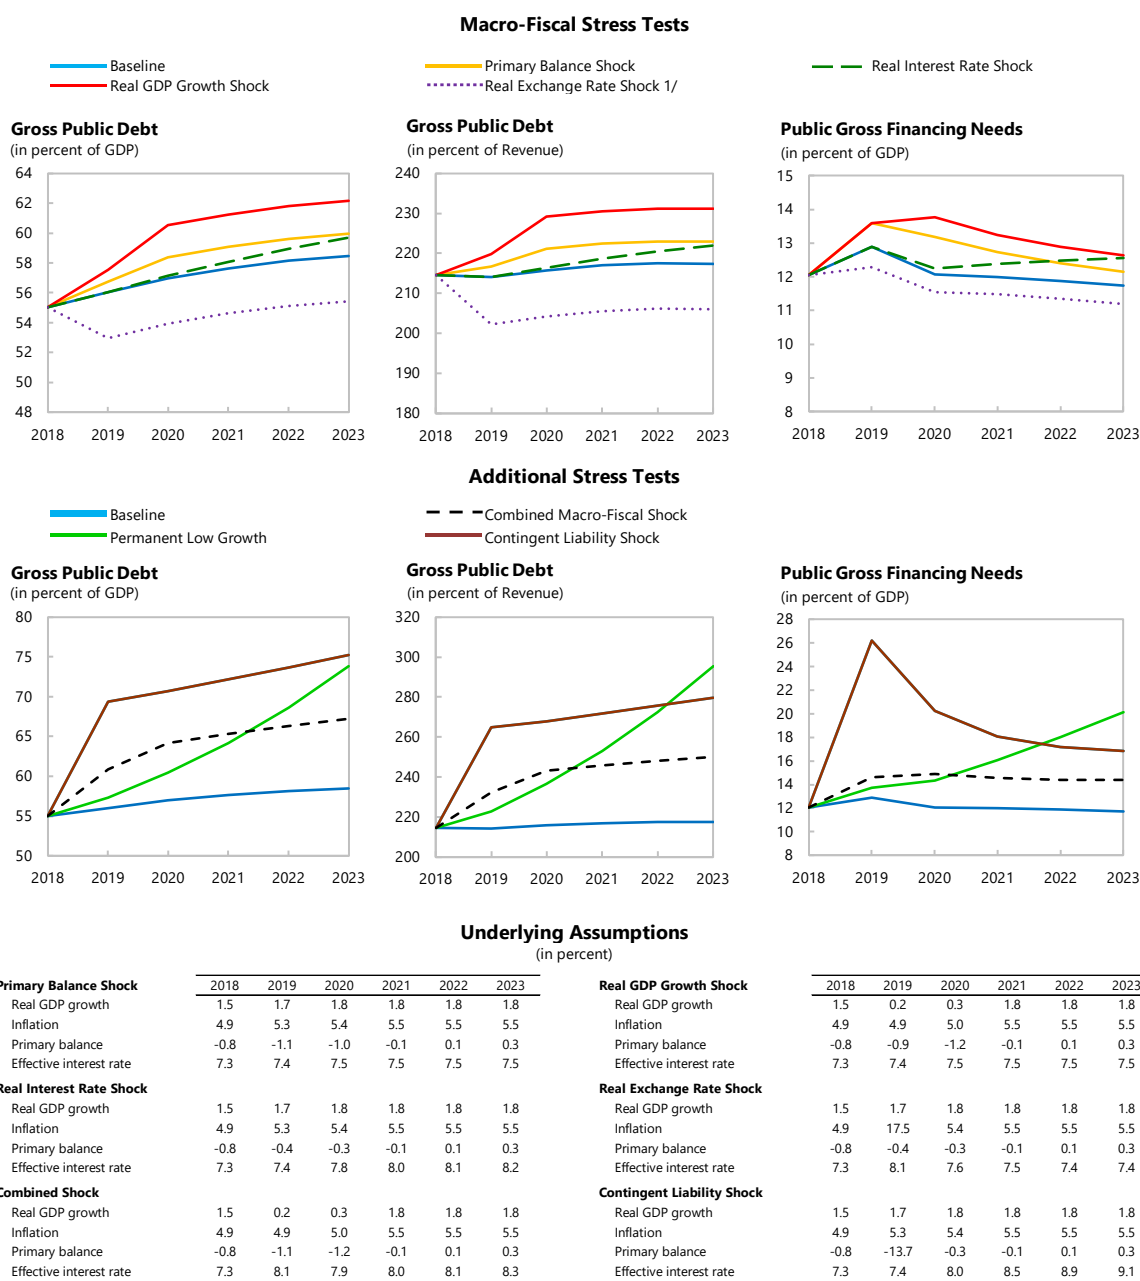 Macro-Fiscal Stress Tests
Baseline
Primary Balance Shock
Real Interest Rate Shock
Real GDP Growth Shock
Real Exchange Rate Shock 1/
Gross Public Debt
(in percent of GDP)
64
62
60
58
56
54
52
50
48
2018 2019 2020 2021 2022 2023
Gross Public Debt
(in percent of Revenue)
240
230
220
210
200
190
180
2018 2019 2020 2021 2022 2023
Public Gross Financing Needs
(in percent of GDP)
15
14
13
12
11
10
9
8
2018 2019 2020 2021 2022 2023
Additional Stress Tests
Baseline
Combined Macro-Fiscal Shock
Permanent Low Growth
Contingent Liability Shock
Gross Public Debt
(in percent of GDP)
80
75
70
65
60
55
50
2018 2019 2020 2021 2022 2023
Gross Public Debt
(in percent of Revenue)
320
300
280
260
240
220
200
2018 2019 2020 2021 2022 2023
Public Gross Financing Needs
(in percent of GDP)
28
26
24
22
20
18
16
14
12
10
8
2018 2019 2020 2021 2022 2023
Underlying Assumptions
(in percent)
Primary Balance Shock 2018 2019 2020 2021 2022 2023
Real GDP growth 1.5 1.7 1.8 1.8 1.8 1.8
Inflation 4.9 5.3 5.4 5.5 5.5 5.5
Primary balance -0.8 -1.1 -1.0 -0.1 0.1 0.3
Effective interest rate 7.3 7.4 7.5 7.5 7.5 7.5
Real Interest Rate Shock
Real GDP growth 1.5 1.7 1.8 1.8 1.8 1.8
Inflation 4.9 5.3 5.4 5.5 5.5 5.5
Primary balance -0.8 -0.4 -0.3 -0.1 0.1 0.3
Effective interest rate 7.3 7.4 7.8 8.0 8.1 8.2
Combined Shock
Real GDP growth 1.5 0.2 0.3 1.8 1.8 1.8
Inflation 4.9 4.9 5.0 5.5 5.5 5.5
Primary balance -0.8 -1.1 -1.2 -0.1 0.1 0.3
Effective interest rate 7.3 8.1 7.9 8.0 8.1 8.3
Real GDP Growth Shock 2018 2019 2020 2021 2022 2023
Real GDP growth 1.5 0.2 0.3 1.8 1.8 1.8
Inflation 4.9 4.9 5.0 5.5 5.5 5.5
Primary balance -0.8 -0.9 -1.2 -0.1 0.1 0.3
Effective interest rate 7.3 7.4 7.5 7.5 7.5 7.5
Real Exchange Rate Shock
Real GDP growth 1.5 1.7 1.8 1.8 1.8 1.8
Inflation 4.9 17.5 5.4 5.5 5.5 5.5
Primary balance -0.8 -0.4 -0.3 -0.1 0.1 0.3
Effective interest rate 7.3 8.1 7.6 7.5 7.4 7.4
Contingent Liability Shock
Real GDP growth 1.5 1.7 1.8 1.8 1.8 1.8
Inflation 4.9 5.3 5.4 5.5 5.5 5.5
Primary balance -0.8 -13.7 -0.3 -0.1 0.1 0.3
Effective interest rate 7.3 7.4 8.0 8.5 8.9 9.1